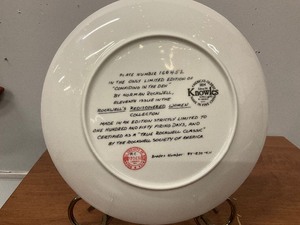 PLATE NUMBER
IN THE ONLY LIMITED EDITION OF
"CONFIDING IN THE DEN"
BY NORMAN ROCKWELL,
ELEVENTH ISSUE IN THE
ROCKWELL'S REDISCOVERED WOMEN
COLLECTION
MADE IN AN EDITION STRICTLY LIMITED TO
ONE HUNDRED AND SIXTY FIRING DAYS, AND
CERTIFIED AS A "TRUE ROCKWELL CLASSIC"
BY THE ROCKWELL SOCIETY OF AMERICA
Knowles